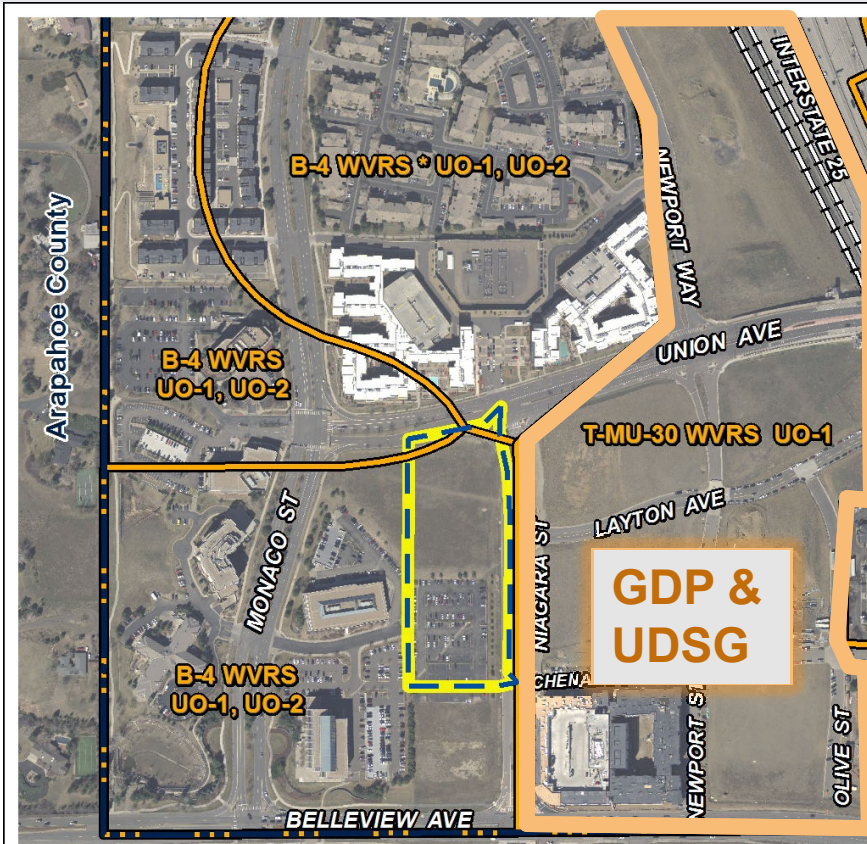 INTERSTATE 25
B-4 WVRS * UO-1, UO-2
NEWPORT WAY
Arapahoe County
UNION AVE
B-4 WVRS
UO-1, UO-2
T-MU-30 WVRS UO-1
MONACO ST
LAYTON AVE
NIAGARA ST
GDP &
UDSG
B-4 WVRS
UO-1, UO-2
CHENA
NEWPORT ST
OLIVE ST
BELLEVIEW AVE